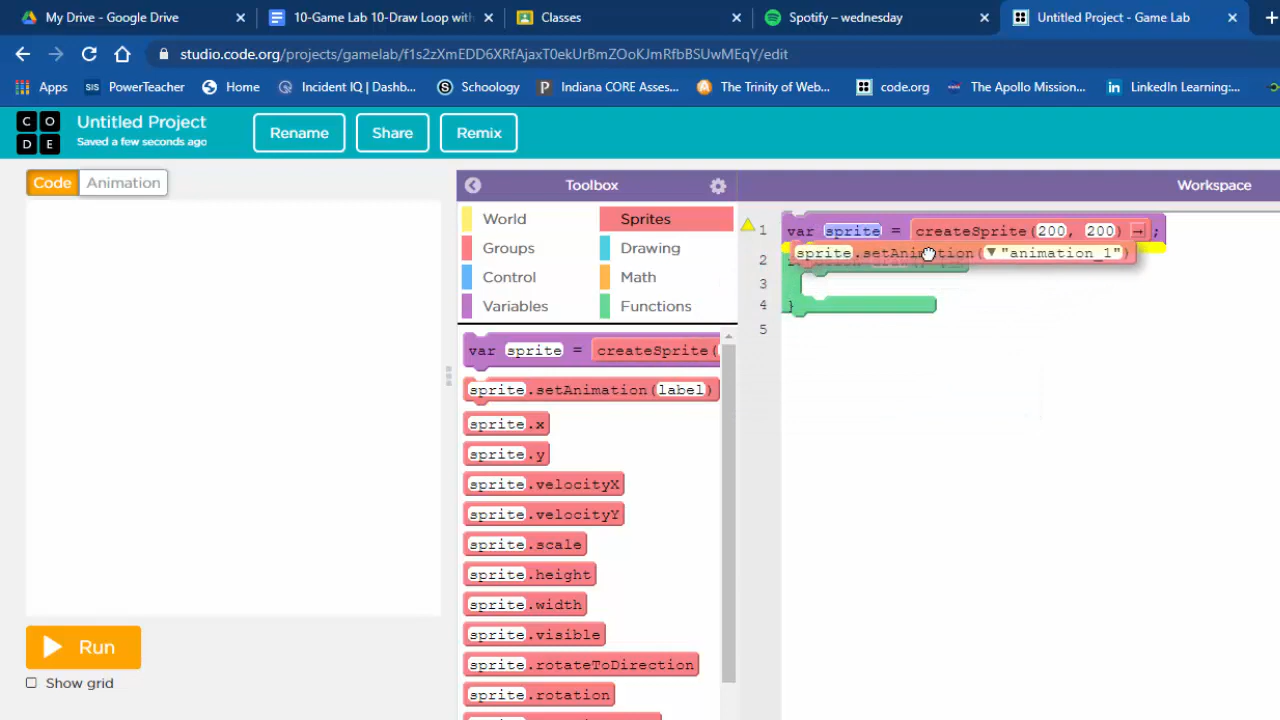 My Drive - Google Drive
10-Game Lab 10-Draw Loop with
Classes
Spotify – wednesday
Untitled Project - Game Lab
studio.code.org/projects/gamelab/f1s2zXmEDD6XRfAjaxT0ekUrBmZOoKJmRfbBSUwMEqY/edit
Apps
SIS
PowerTeacher
Home
Incident IQ | Dashb...
Schoology
Indiana CORE Asses...
The Trinity of Web...
code.org
The Apollo Mission...
LinkedIn Learning:...
C O
D E
Untitled Project
Saved a few seconds ago
Rename
Share
Remix
Code
Animation
Toolbox
Workspace
World
Sprites
Groups
Drawing
Control
Math
Variables
Functions
var sprite = createSprite(
sprite.setAnimation(label)
sprite.x
sprite.y
sprite.velocityX
sprite.velocityY
sprite.scale
sprite.height
sprite.width
sprite.visible
sprite.rotateToDirection
sprite.rotation
1 var sprite = createSprite(200, 200) → ;
sprite.setAnimation(▼"animation_1")
2
3
4 }
5
Run
Show grid